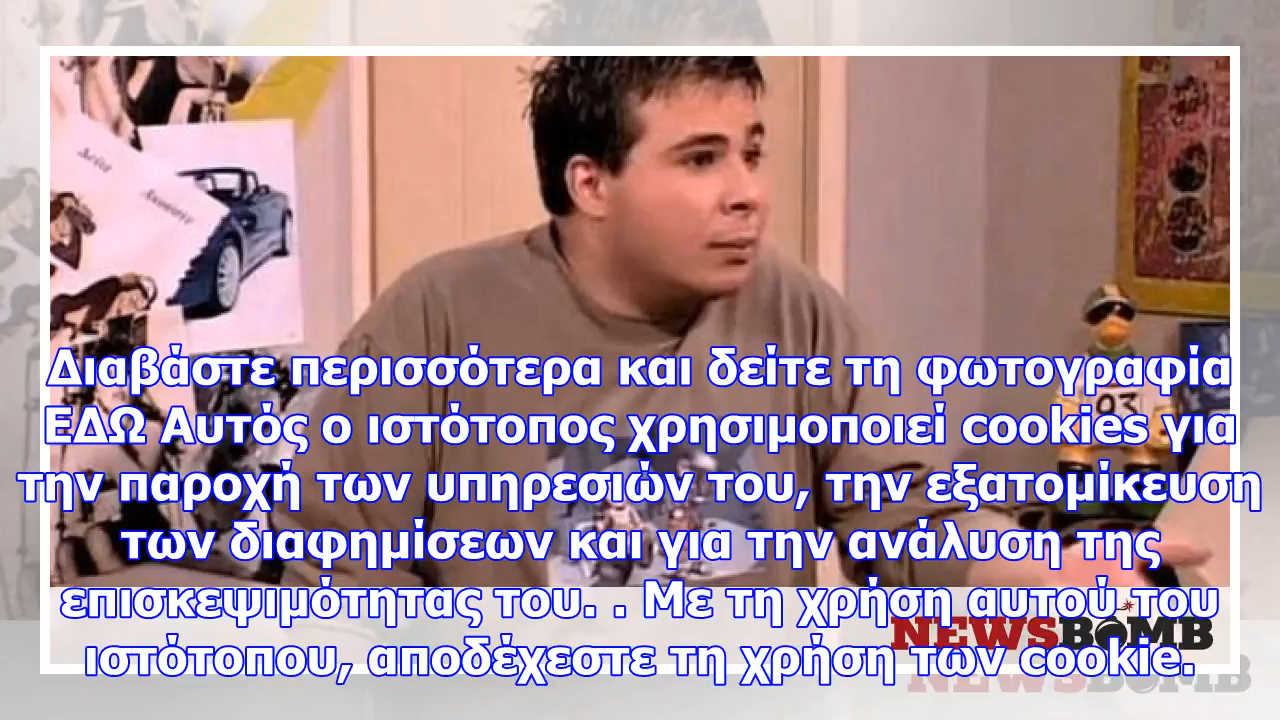 Διαβάστε περισσότερα και δείτε τη φωτογραφία
ΕΔΩ Αυτός ο ιστότοπος χρησιμοποιεί cookies για
την παροχή των υπηρεσιών του, την εξατομίκευση
των διαφημίσεων και για την ανάλυση της
επισκεψιμότητας του. . Με τη χρήση αυτού του
ιστότοπου, αποδέχεστε τη χρήση των cookie.
93
NEWSBOMB
NEWSBOMB